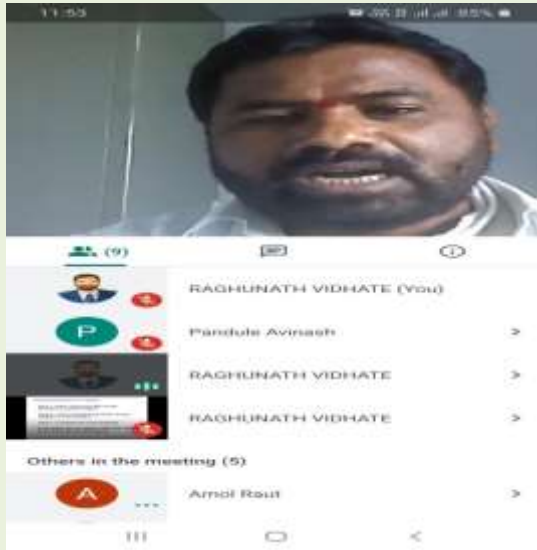 11:53
85%
(9)
RAGHUNATH VIDHATE (You)
P
Pandule Avinash
RAGHUNATH VIDHATE
RAGHUNATH VIDHATE
Others in the meeting (5)
A
Amol Raut